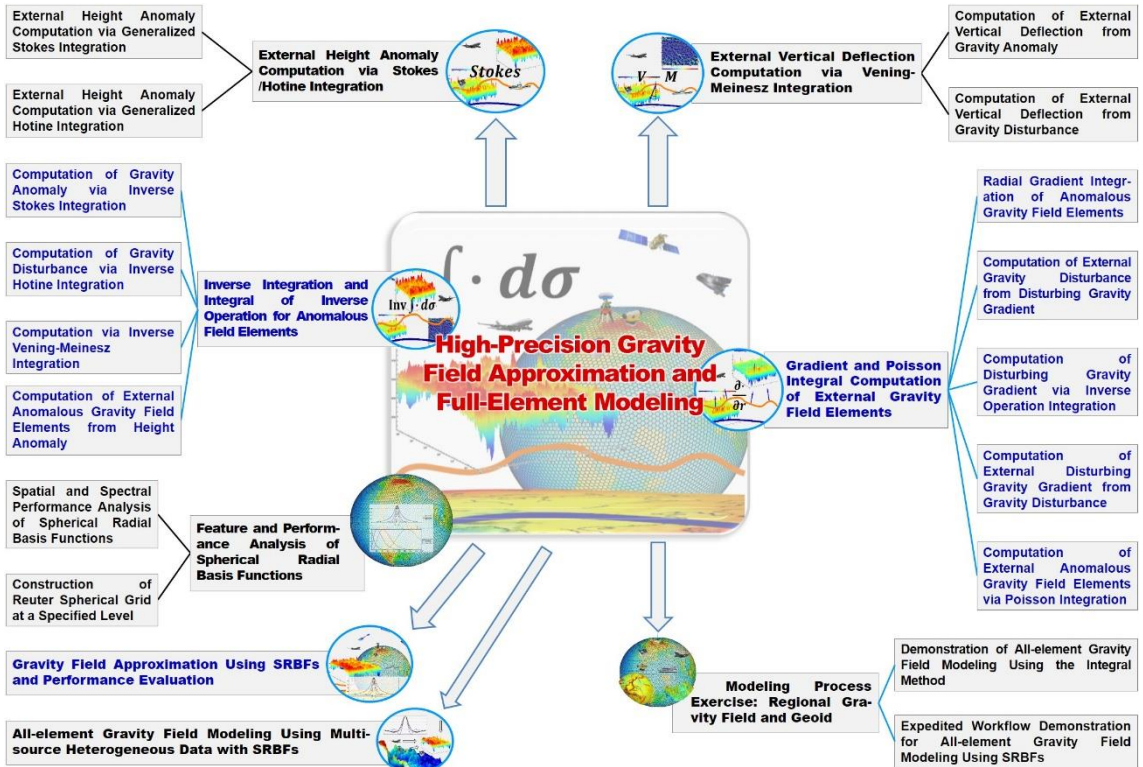 External Height Anomaly
Computation via Generalized
Stokes Integration
External Height Anomaly
Computation via Generalized
Hotine Integration
External Height Anomaly
Computation via Stokes
/Hotine Integration
Stokes
V M
External Vertical Deflection
Computation via Vening-
Meinesz Integration
Computation of External
Vertical Deflection from
Gravity Anomaly
Computation of External
Vertical Deflection from
Gravity Disturbance
Computation of Gravity
Anomaly via Inverse
Stokes Integration
Computation of Gravity
Disturbance via Inverse
Hotine Integration
Computation via Inverse
Vening-Meinesz
Integration
Computation of External
Anomalous Gravity Field
Elements from Height
Anomaly
Inverse Integration and
Integral of Inverse
Operation for Anomalous
Field Elements
Inv ∫ · dσ
∫ · dσ
High-Precision Gravity
Field Approximation and
Full-Element Modeling
∂·
∂r
Gradient and Poisson
Integral Computation
of External Gravity
Field Elements
Radial Gradient Integr-
ation of Anomalous
Gravity Field Elements
Computation of External
Gravity Disturbance
from Disturbing Gravity
Gradient
Computation of
Disturbing Gravity
Gradient via Inverse
Operation Integration
Computation of
External Disturbing
Gravity Gradient from
Gravity Disturbance
Computation of
External Anomalous
Gravity Field Elements
via Poisson Integration
Spatial and Spectral
Performance Analysis
of Spherical Radial
Basis Functions
Construction of
Reuter Spherical Grid
at a Specified Level
Feature and Perform-
ance Analysis of
Spherical Radial
Basis Functions
Gravity Field Approximation Using SRBFs
and Performance Evaluation
All-element Gravity Field Modeling Using Multi-
source Heterogeneous Data with SRBFs
Modeling Process
Exercise: Regional Gra-
vity Field and Geoid
Demonstration of All-element Gravity
Field Modeling Using the Integral
Method
Expedited Workflow Demonstration
for All-element Gravity Field
Modeling Using SRBFs